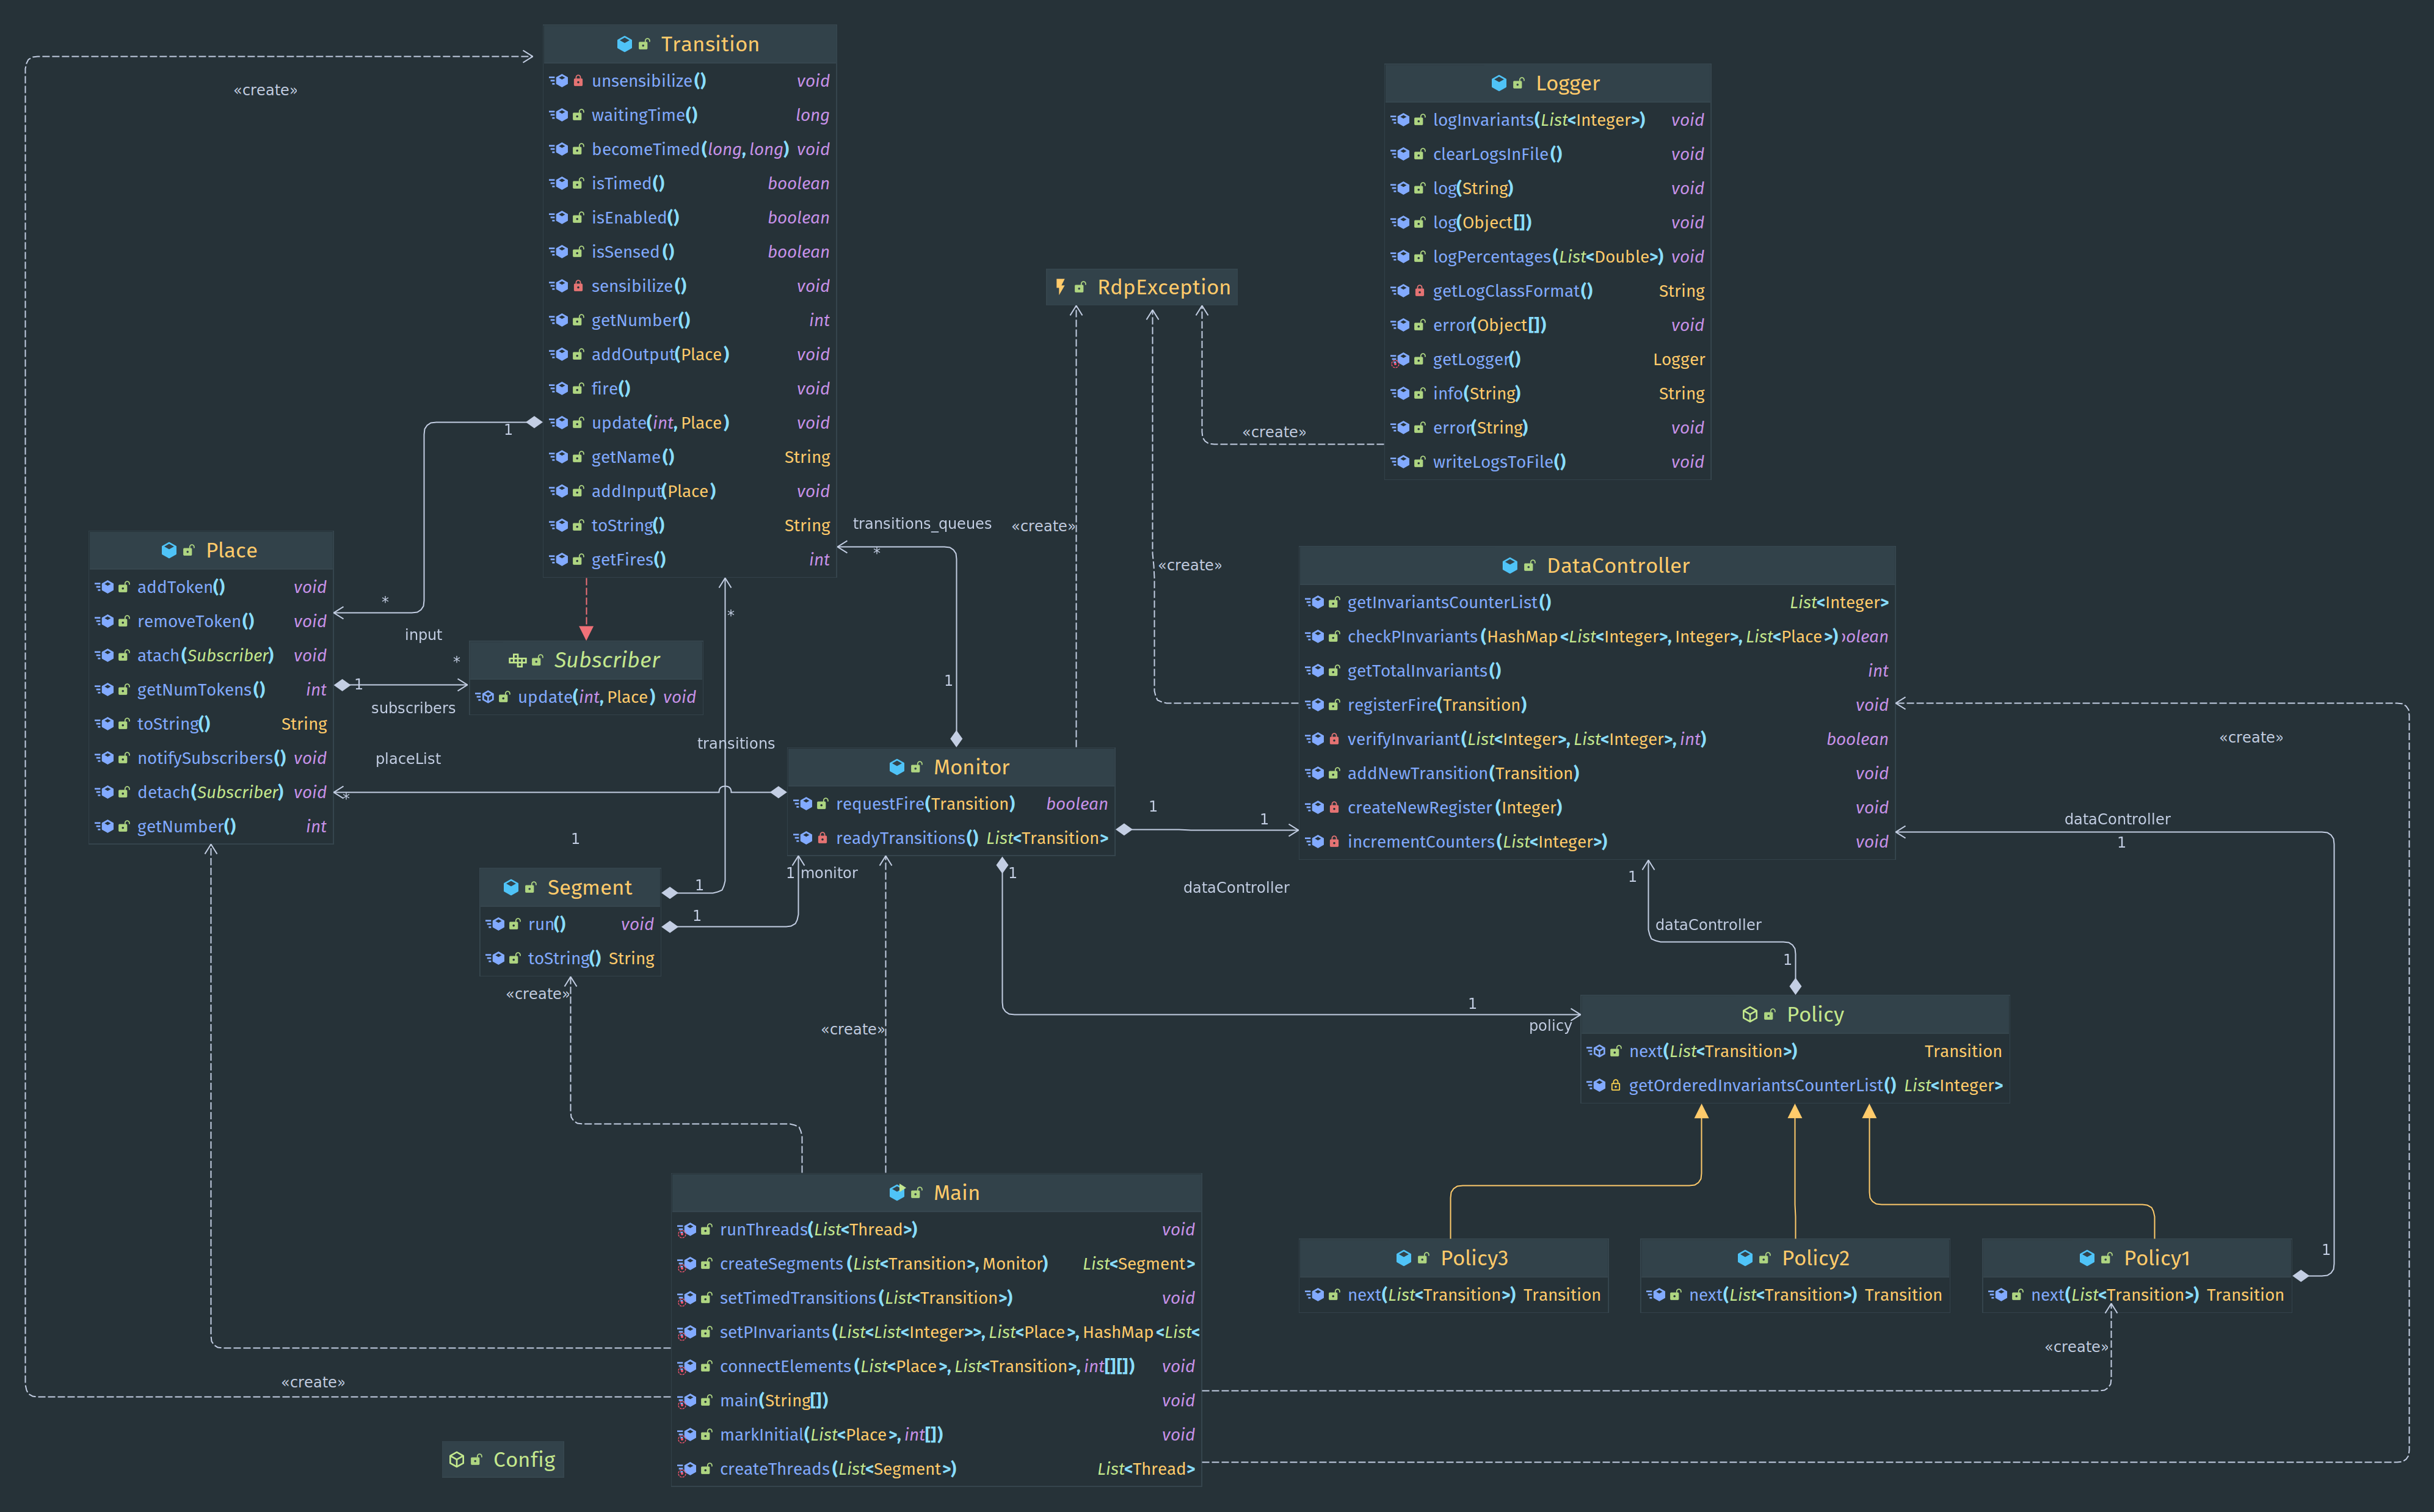 Transition
unsensibilize() void
waitingTime() long
becomeTimed(long, long) void
isTimed() boolean
isEnabled() boolean
isSensed() boolean
sensibilize() void
getNumber() int
addOutput(Place) void
fire() void
update(int, Place) void
getName() String
addInput(Place) void
toString() String
getFires() int
«create»
Logger
logInvariants(List<Integer>) void
clearLogsInFile() void
log(String) void
log(Object[]) void
logPercentages(List<Double>) void
getLogClassFormat() String
error(Object[]) void
getLogger() Logger
info(String) String
error(String) void
writeLogsToFile() void
RdpException
«create»
«create»
«create»
1
*
input
transitions_queues
*
1
Place
addToken() void
removeToken() void
atach(Subscriber) void
getNumTokens() int
toString() String
notifySubscribers() void
detach(Subscriber) void
getNumber() int
Subscriber
update(int, Place) void
1
*
subscribers
*
transitions
placeList
*
1
DataController
getInvariantsCounterList() List<Integer>
checkPInvariants(HashMap<List<Integer>, Integer>, List<Place>) olean
getTotalInvariants() int
registerFire(Transition) void
verifyInvariant(List<Integer>, List<Integer>, int) boolean
addNewTransition(Transition) void
createNewRegister(Integer) void
incrementCounters(List<Integer>) void
«create»
Monitor
requestFire(Transition) boolean
readyTransitions() List<Transition>
1
1
dataController
dataController
1
Segment
run() void
toString() String
1
1
1 monitor
1
«create»
«create»
1
policy
1
dataController
1
Policy
next(List<Transition>) Transition
getOrderedInvariantsCounterList() List<Integer>
Main
runThreads(List<Thread>) void
createSegments(List<Transition>, Monitor) List<Segment>
setTimedTransitions(List<Transition>) void
setPInvariants(List<List<Integer>>, List<Place>, HashMap<List<
connectElements(List<Place>, List<Transition>, int[][]) void
main(String[]) void
markInitial(List<Place>, int[]) void
createThreads(List<Segment>) List<Thread>
Policy3
next(List<Transition>) Transition
Policy2
next(List<Transition>) Transition
Policy1
next(List<Transition>) Transition
1
«create»
«create»
Config